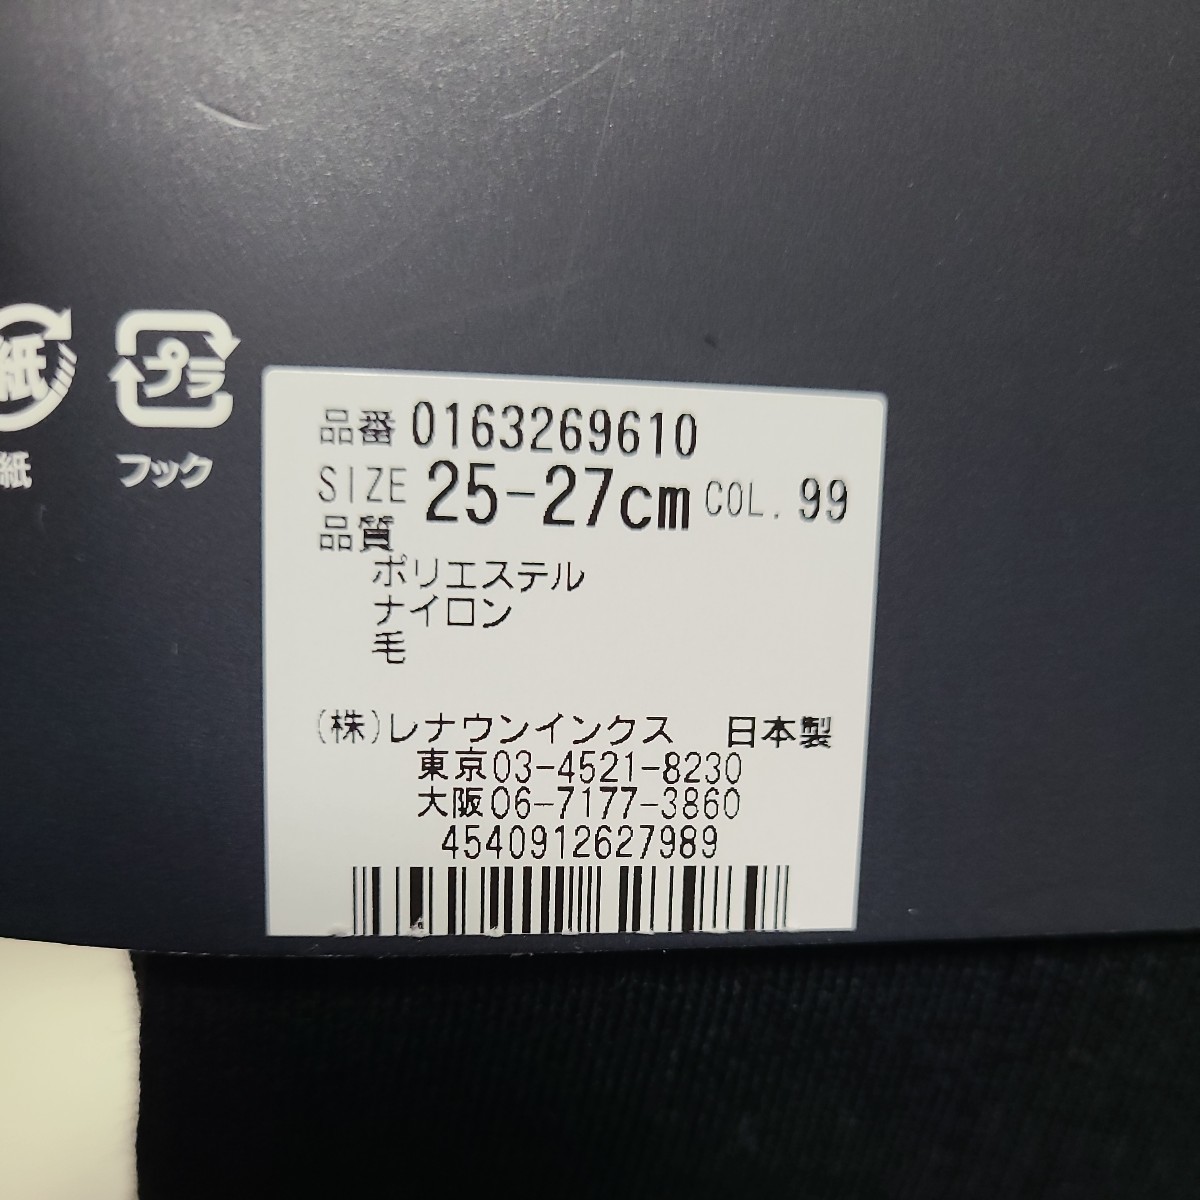 紙
プラ
紙
フック
品番 0163269610
SIZE 25-27cm COL. 99
品質
ポリエステル
ナイロン
毛
(株)レナウンインクス 日本製
東京03-4521-8230
大阪06-7177-3860
4540912627989